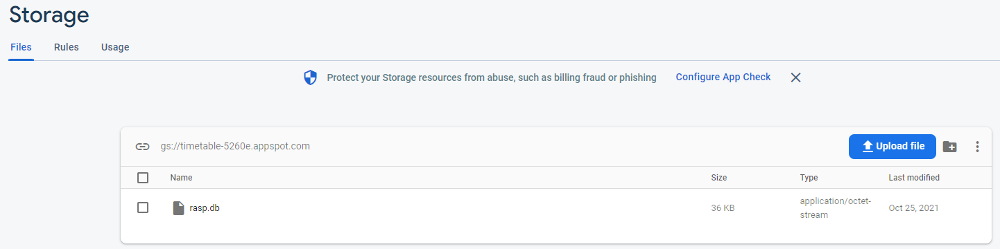 Storage
Files Rules Usage
Protect your Storage resources from abuse, such as billing fraud or phishing Configure App Check
gs://timetable-5260e.appspot.com Upload file
Name Size Type Last modified
rasp.db 36 KB application/octet-
stream Oct 25, 2021